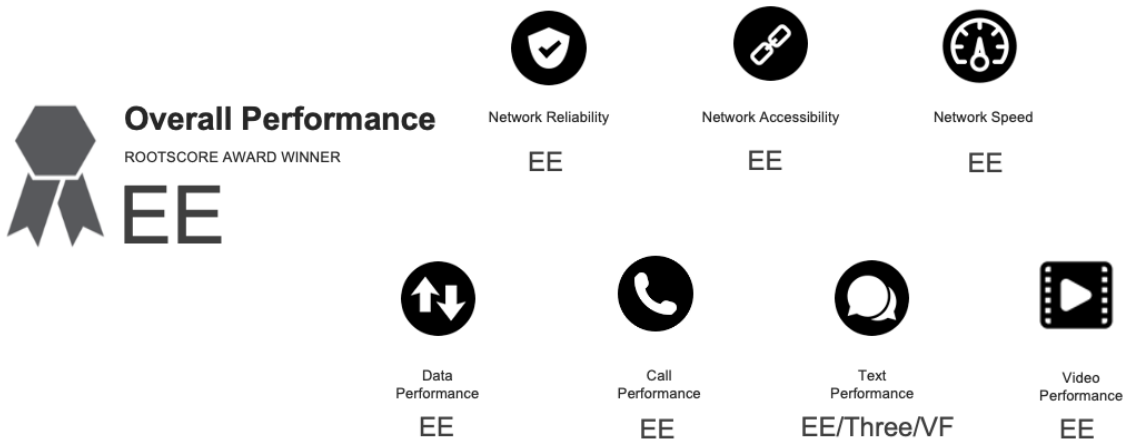 Overall Performance
ROOTSCORE AWARD WINNER
EE
Network Reliability
EE
Network Accessibility
EE
Network Speed
EE
Data
Performance
EE
Call
Performance
EE
Text
Performance
EE/Three/VF
Video
Performance
EE